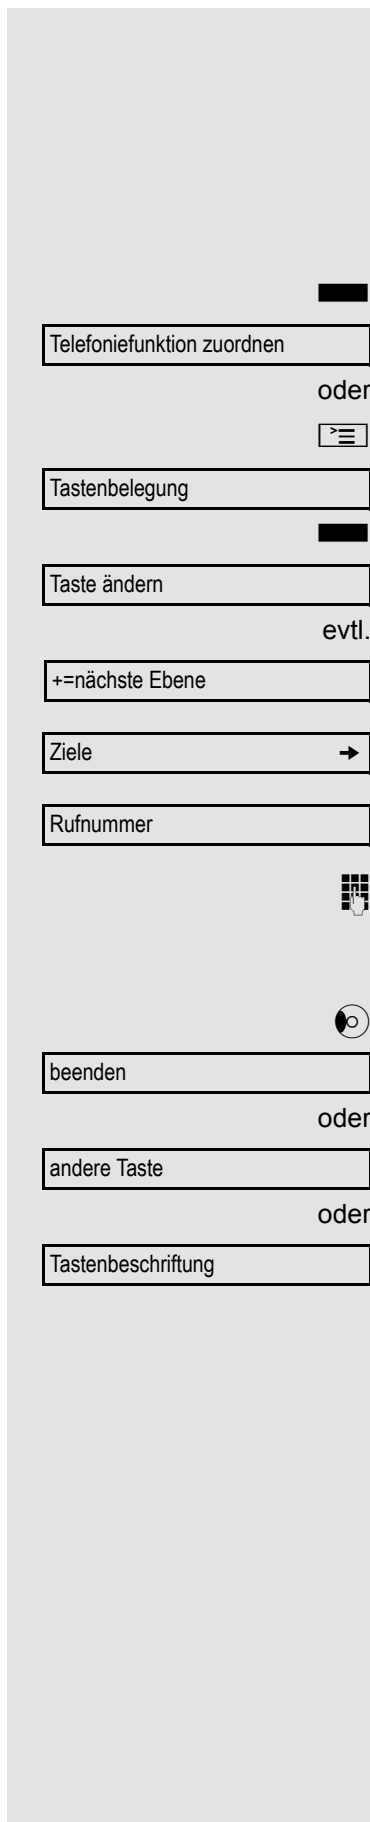 Telefoniefunktion zuordnen
oder
Tastenbelegung
Taste ändern
evtl.
+=nächste Ebene
Ziele
Rufnummer
beenden
oder
andere Taste
oder
Tastenbeschriftung